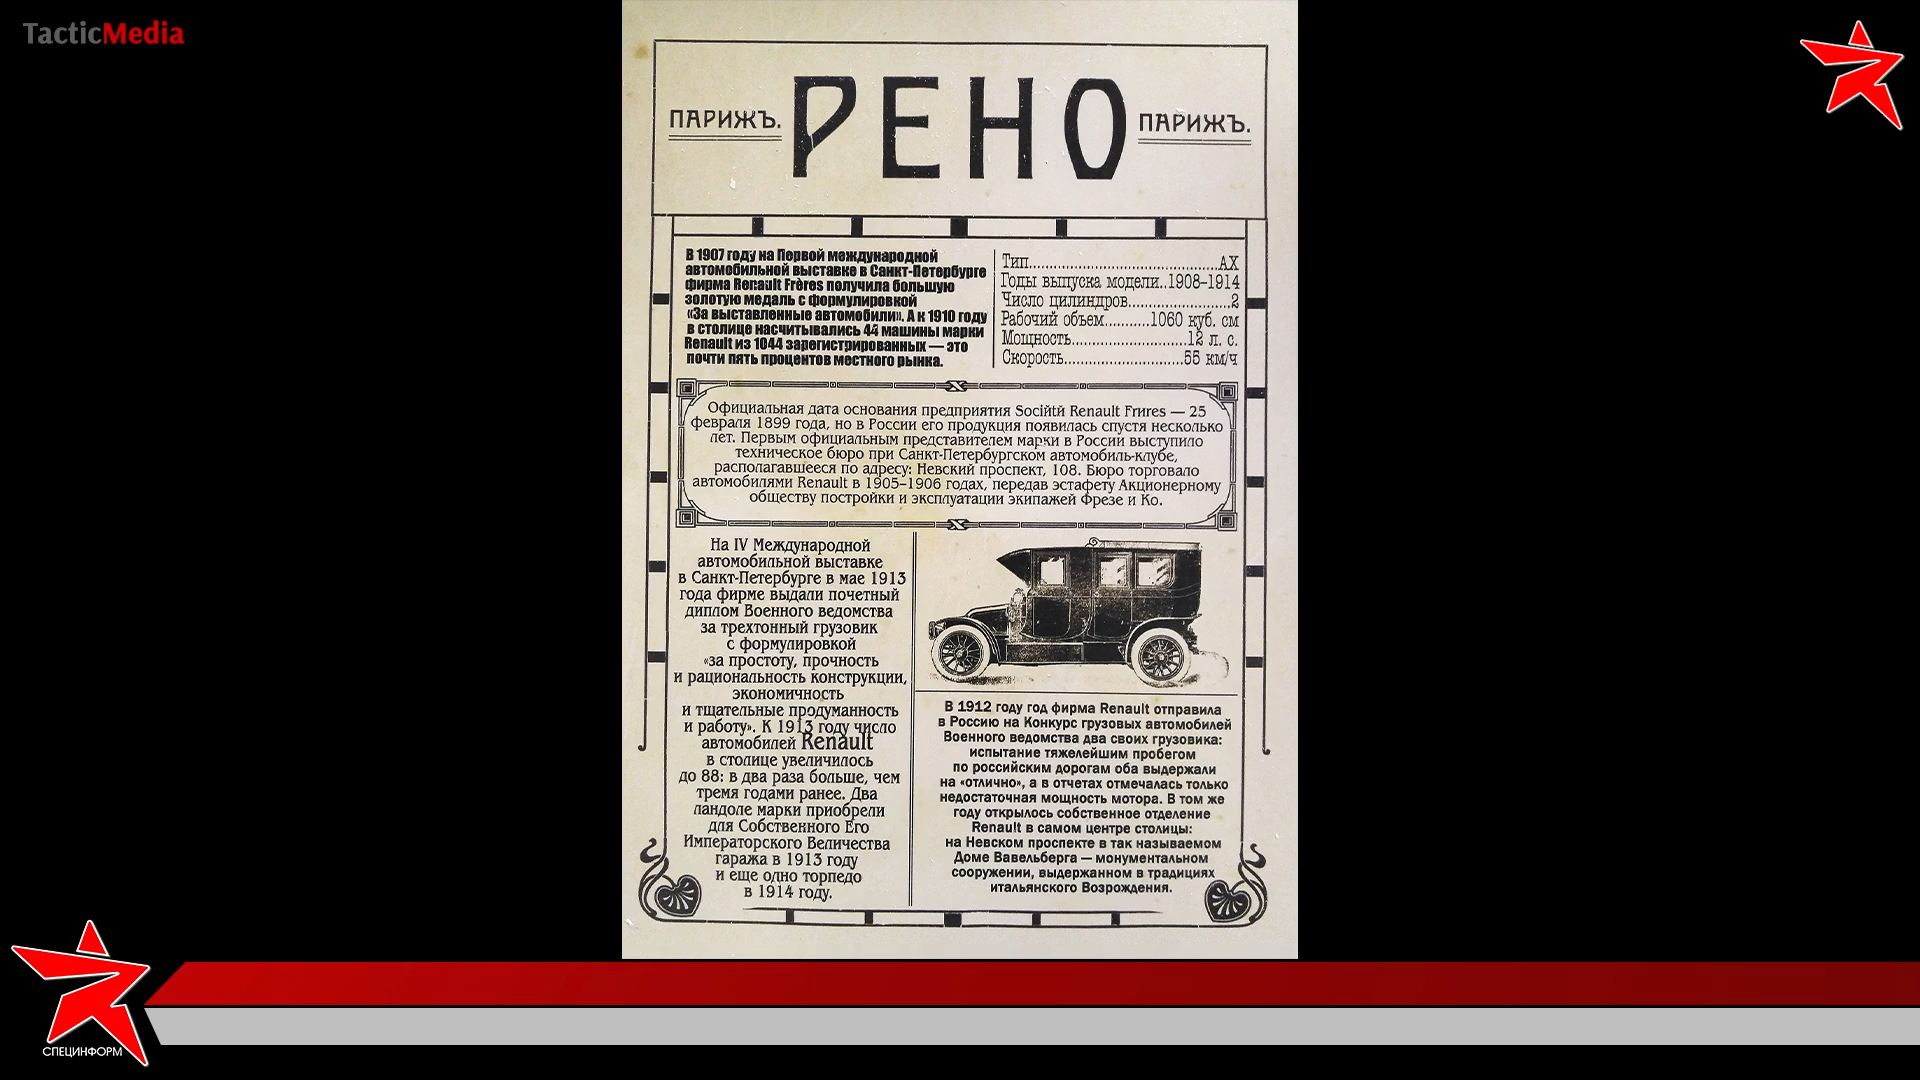 TacticMedia
ПАРИЖЪ. РЕНО ПАРИЖЪ.
В 1907 году на Первой международной
автомобильной выставке в Санкт-Петербурге
фирма Renault Frères получила большую
золотую медаль с формулировкой
«За выставленные автомобили». А к 1910 году
в столице насчитывались 44 машины марки
Renault из 1044 зарегистрированных — это
почти пять процентов местного рынка.
Тип........................................АХ
Годы выпуска модели..1908–1914
Число цилиндров......................2
Рабочий объем...........1060 куб. см
Мощность.........................12 л. с.
Скорость.........................55 км/ч
Официальная дата основания предприятия Sociйtй Renault Frиres — 25
февраля 1899 года, но в России его продукция появилась спустя несколько
лет. Первым официальным представителем марки в России выступило
техническое бюро при Санкт-Петербургском автомобиль-клубе,
располагавшееся по адресу: Невский проспект, 108. Бюро торговало
автомобилями Renault в 1905–1906 годах, передав эстафету Акционерному
обществу постройки и эксплуатации экипажей Фрезе и Ко.
На IV Международной
автомобильной выставке
в Санкт-Петербурге в мае 1913
года фирме выдали почетный
диплом Военного ведомства
за трехтонный грузовик
с формулировкой
«за простоту, прочность
и рациональность конструкции,
экономичность
и тщательные продуманность
и работу». К 1913 году число
автомобилей Renault
в столице увеличилось
до 88: в два раза больше, чем
тремя годами ранее. Два
ландоле марки приобрели
для Собственного Его
Императорского Величества
гаража в 1913 году
и еще одно торпедо
в 1914 году.
В 1912 году год фирма Renault отправила
в Россию на Конкурс грузовых автомобилей
Военного ведомства два своих грузовика:
испытание тяжелейшим пробегом
по российским дорогам оба выдержали
на «отлично», а в отчетах отмечалась только
недостаточная мощность мотора. В том же
году открылось собственное отделение
Renault в самом центре столицы:
на Невском проспекте в так называемом
Доме Вавельберга — монументальном
сооружении, выдержанном в традициях
итальянского Возрождения.
СПЕЦИНФОРМ